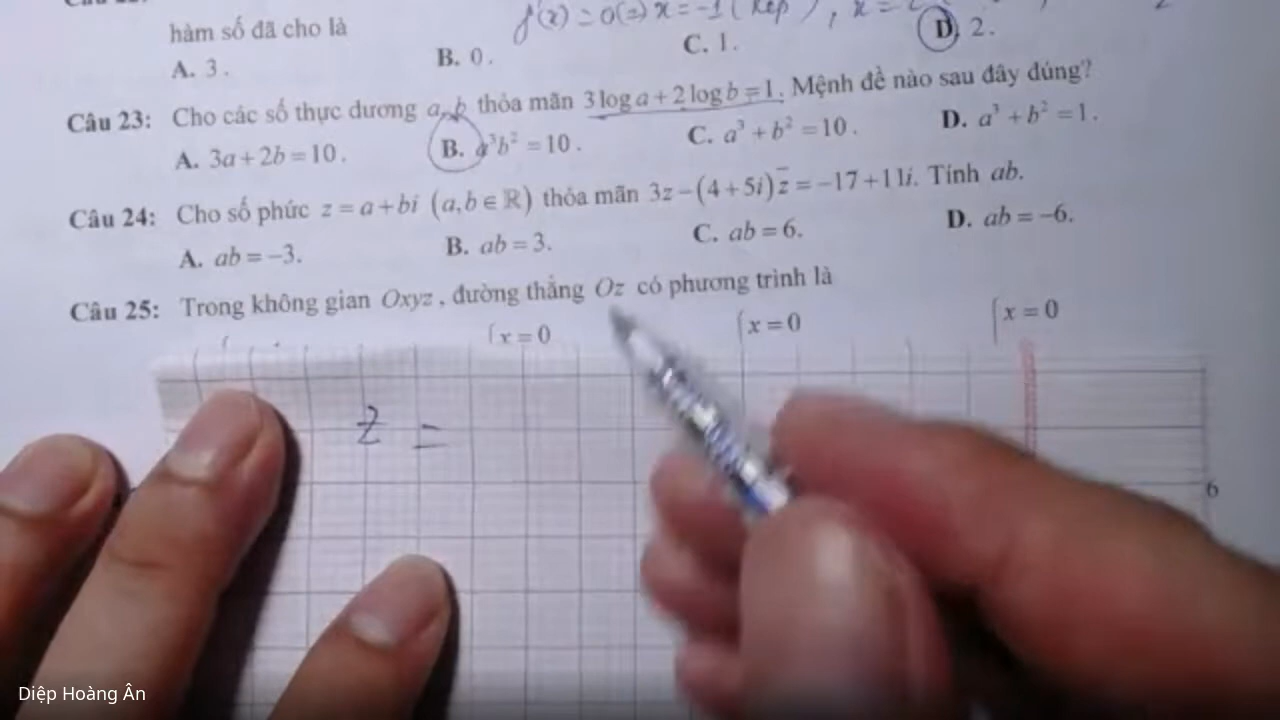 hàm số đã cho là
f'(x) = 0 (=) x = -1 (kép), x =
A. 3. B. 0. C. 1. D. 2.
Câu 23: Cho các số thực dương a, b thỏa mãn 3 log a + 2 log b = 1. Mệnh đề nào sau đây đúng?
A. 3a + 2b = 10. B. a³b² = 10. C. a³ + b² = 10. D. a³ + b² = 1.
Câu 24: Cho số phức z = a + bi (a, b ∈ ℝ) thỏa mãn 3z − (4 + 5i)z̅ = −17 + 11i. Tính ab.
A. ab = −3. B. ab = 3. C. ab = 6. D. ab = −6.
Câu 25: Trong không gian Oxyz, đường thẳng Oz có phương trình là
x = 0 x = 0 x = 0
z =
6
Diệp Hoàng Ân